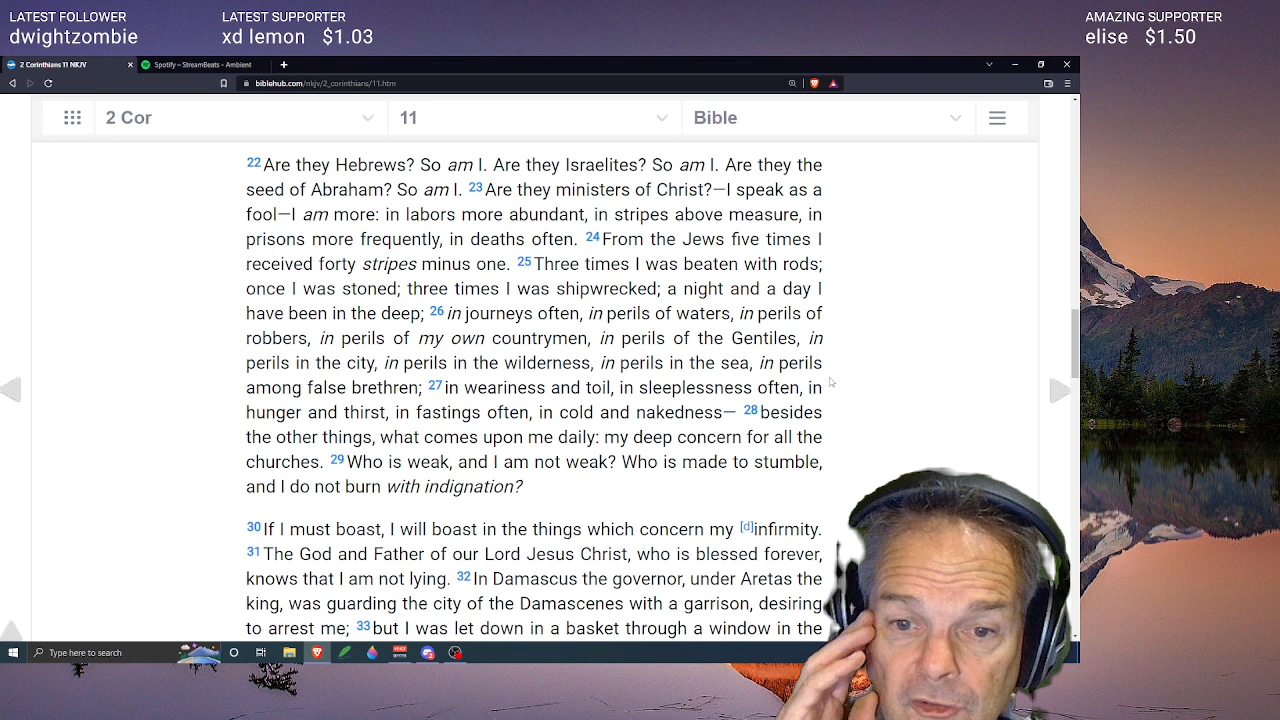 LATEST FOLLOWER
dwightzombie
LATEST SUPPORTER
xd lemon $1.03
AMAZING SUPPORTER
elise $1.50
2 Corinthians 11 NKJV
Spotify – StreamBeats - Ambient
biblehub.com/nkjv/2_corinthians/11.htm
2 Cor
11
Bible
22 Are they Hebrews? So am I. Are they Israelites? So am I. Are they the
seed of Abraham? So am I. 23 Are they ministers of Christ?—I speak as a
fool—I am more: in labors more abundant, in stripes above measure, in
prisons more frequently, in deaths often. 24 From the Jews five times I
received forty stripes minus one. 25 Three times I was beaten with rods;
once I was stoned; three times I was shipwrecked; a night and a day I
have been in the deep; 26 in journeys often, in perils of waters, in perils of
robbers, in perils of my own countrymen, in perils of the Gentiles, in
perils in the city, in perils in the wilderness, in perils in the sea, in perils
among false brethren; 27 in weariness and toil, in sleeplessness often, in
hunger and thirst, in fastings often, in cold and nakedness— 28 besides
the other things, what comes upon me daily: my deep concern for all the
churches. 29 Who is weak, and I am not weak? Who is made to stumble,
and I do not burn with indignation?
30 If I must boast, I will boast in the things which concern my [d]infirmity.
31 The God and Father of our Lord Jesus Christ, who is blessed forever,
knows that I am not lying. 32 In Damascus the governor, under Aretas the
king, was guarding the city of the Damascenes with a garrison, desiring
to arrest me; 33 but I was let down in a basket through a window in the
Type here to search